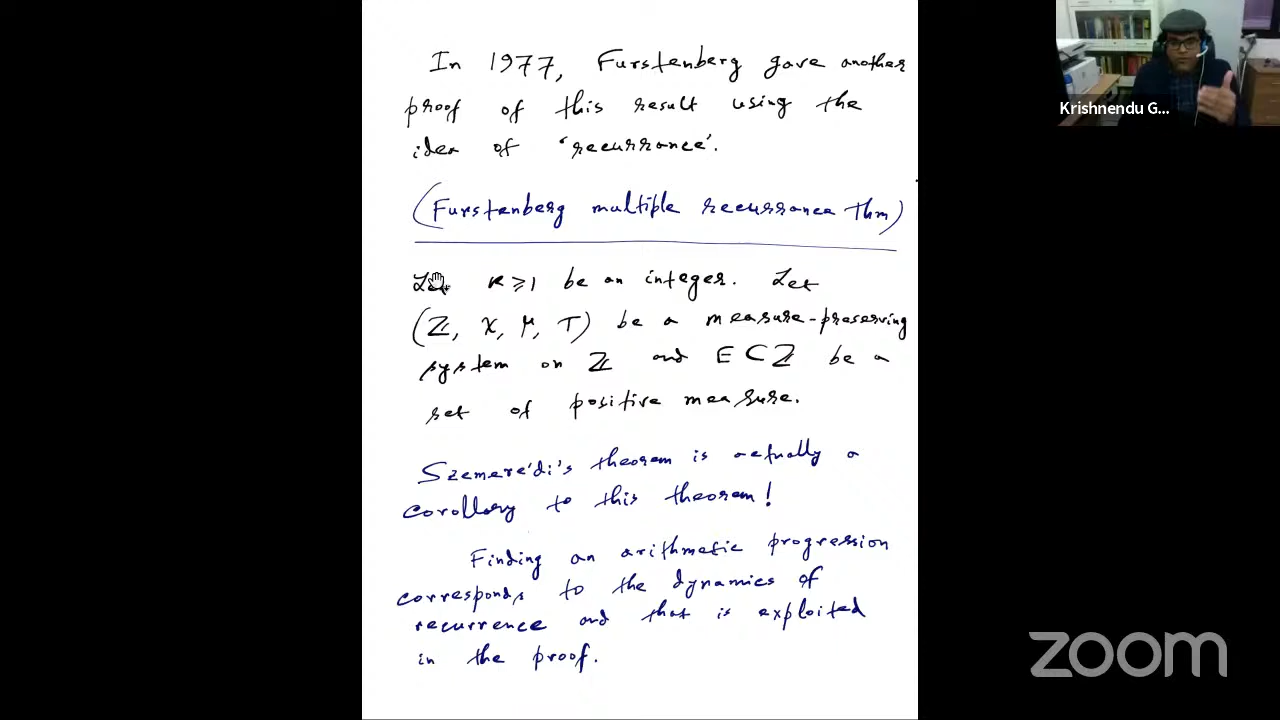 In 1977, Furstenberg gave another
proof of this result using the
idea of 'recurrance'.
(Furstenberg multiple recurrance thm)
Let K ≥ 1 be an integer. Let
(ℤ, χ, μ, T) be a measure-preserving
system on ℤ and E ⊂ ℤ be a
set of positive measure.
Szemerédi's theorem is actually a
corollary to this theorem!
Finding an arithmetic progression
corresponds to the dynamics of
recurrence and that is exploited
in the proof.
Krishnendu G...
zoom